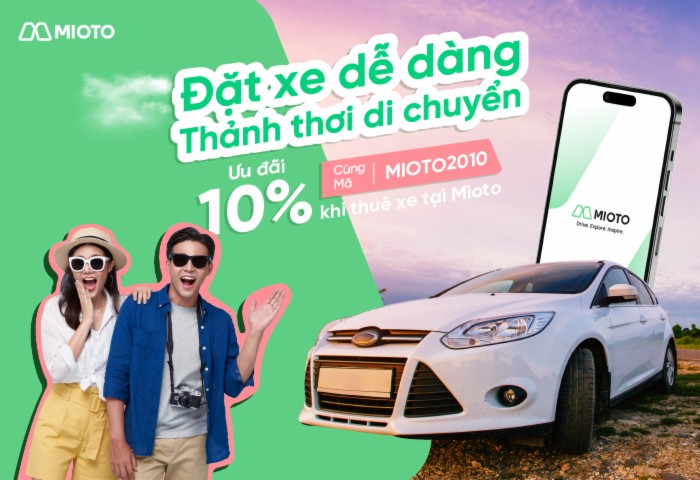 MIOTO
Đặt xe dễ dàng
Thảnh thơi di chuyển
Ưu đãi
10%
Cùng
Mã
MIOTO2010
khi thuê xe tại Mioto
MIOTO
Drive. Explore. Inspire.